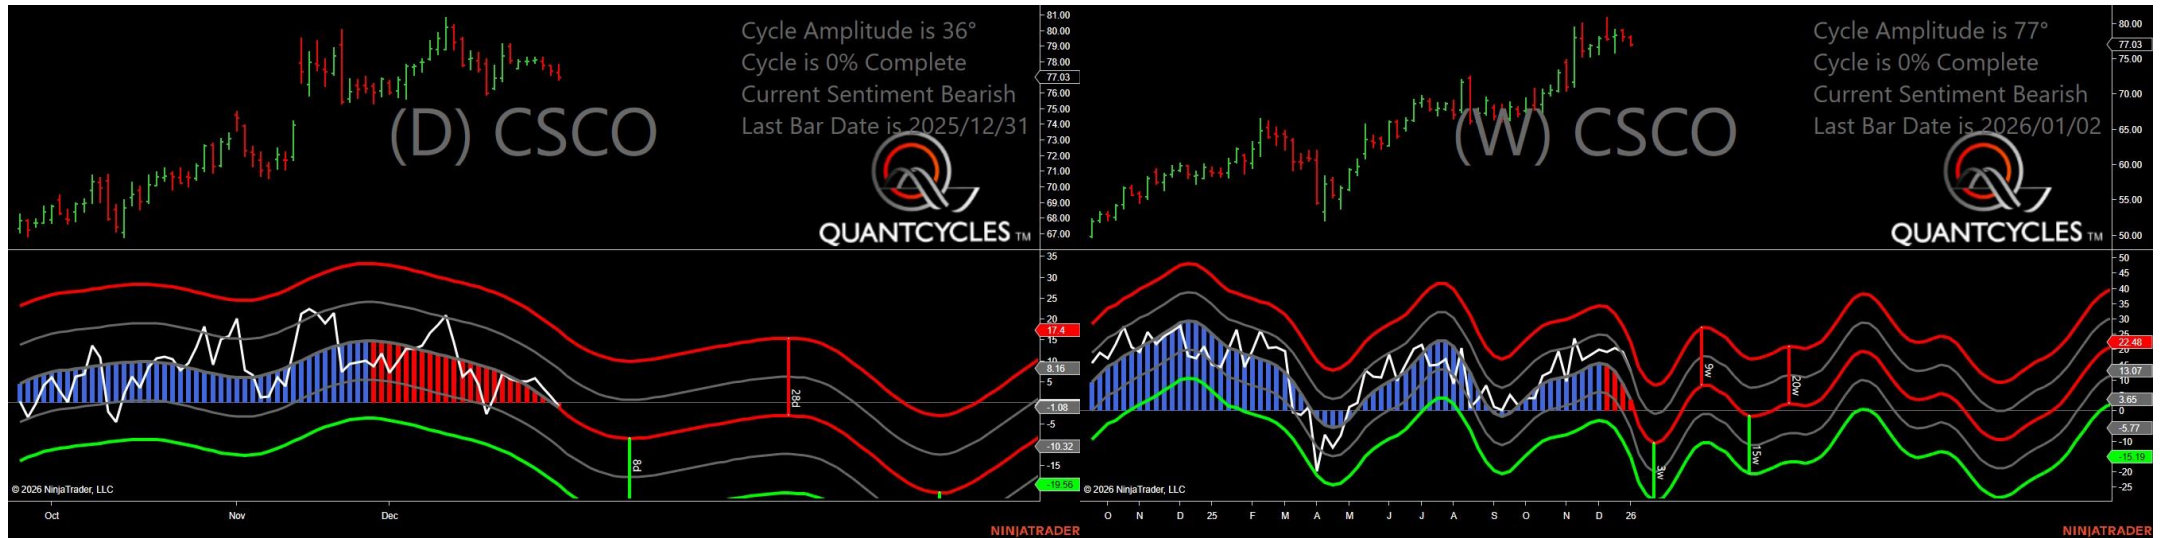 Cycle Amplitude is 36°
Cycle is 0% Complete
Current Sentiment Bearish
Last Bar Date is 2025/12/31
(D) CSCO
QUANTCYCLES TM
81.00
80.00
79.00
78.00
77.03
76.00
75.00
74.00
73.00
72.00
71.00
70.00
69.00
68.00
67.00
35
30
25
20
17.4
15
10
8.16
5
-1.08
-5
-10.32
-15
-19.56
28d
8d
© 2026 NinjaTrader, LLC
Oct Nov Dec
NINJATRADER
Cycle Amplitude is 77°
Cycle is 0% Complete
Current Sentiment Bearish
Last Bar Date is 2026/01/02
(W) CSCO
QUANTCYCLES TM
80.00
77.03
75.00
70.00
65.00
60.00
55.00
50.00
50
45
40
35
30
25
22.48
20
13.07
10
3.65
0
-5.77
-10
-15.19
-20
-25
9w
20w
3w
15w
© 2026 NinjaTrader, LLC
O N D 25 F M A M J J A S O N D 26
NINJATRADER